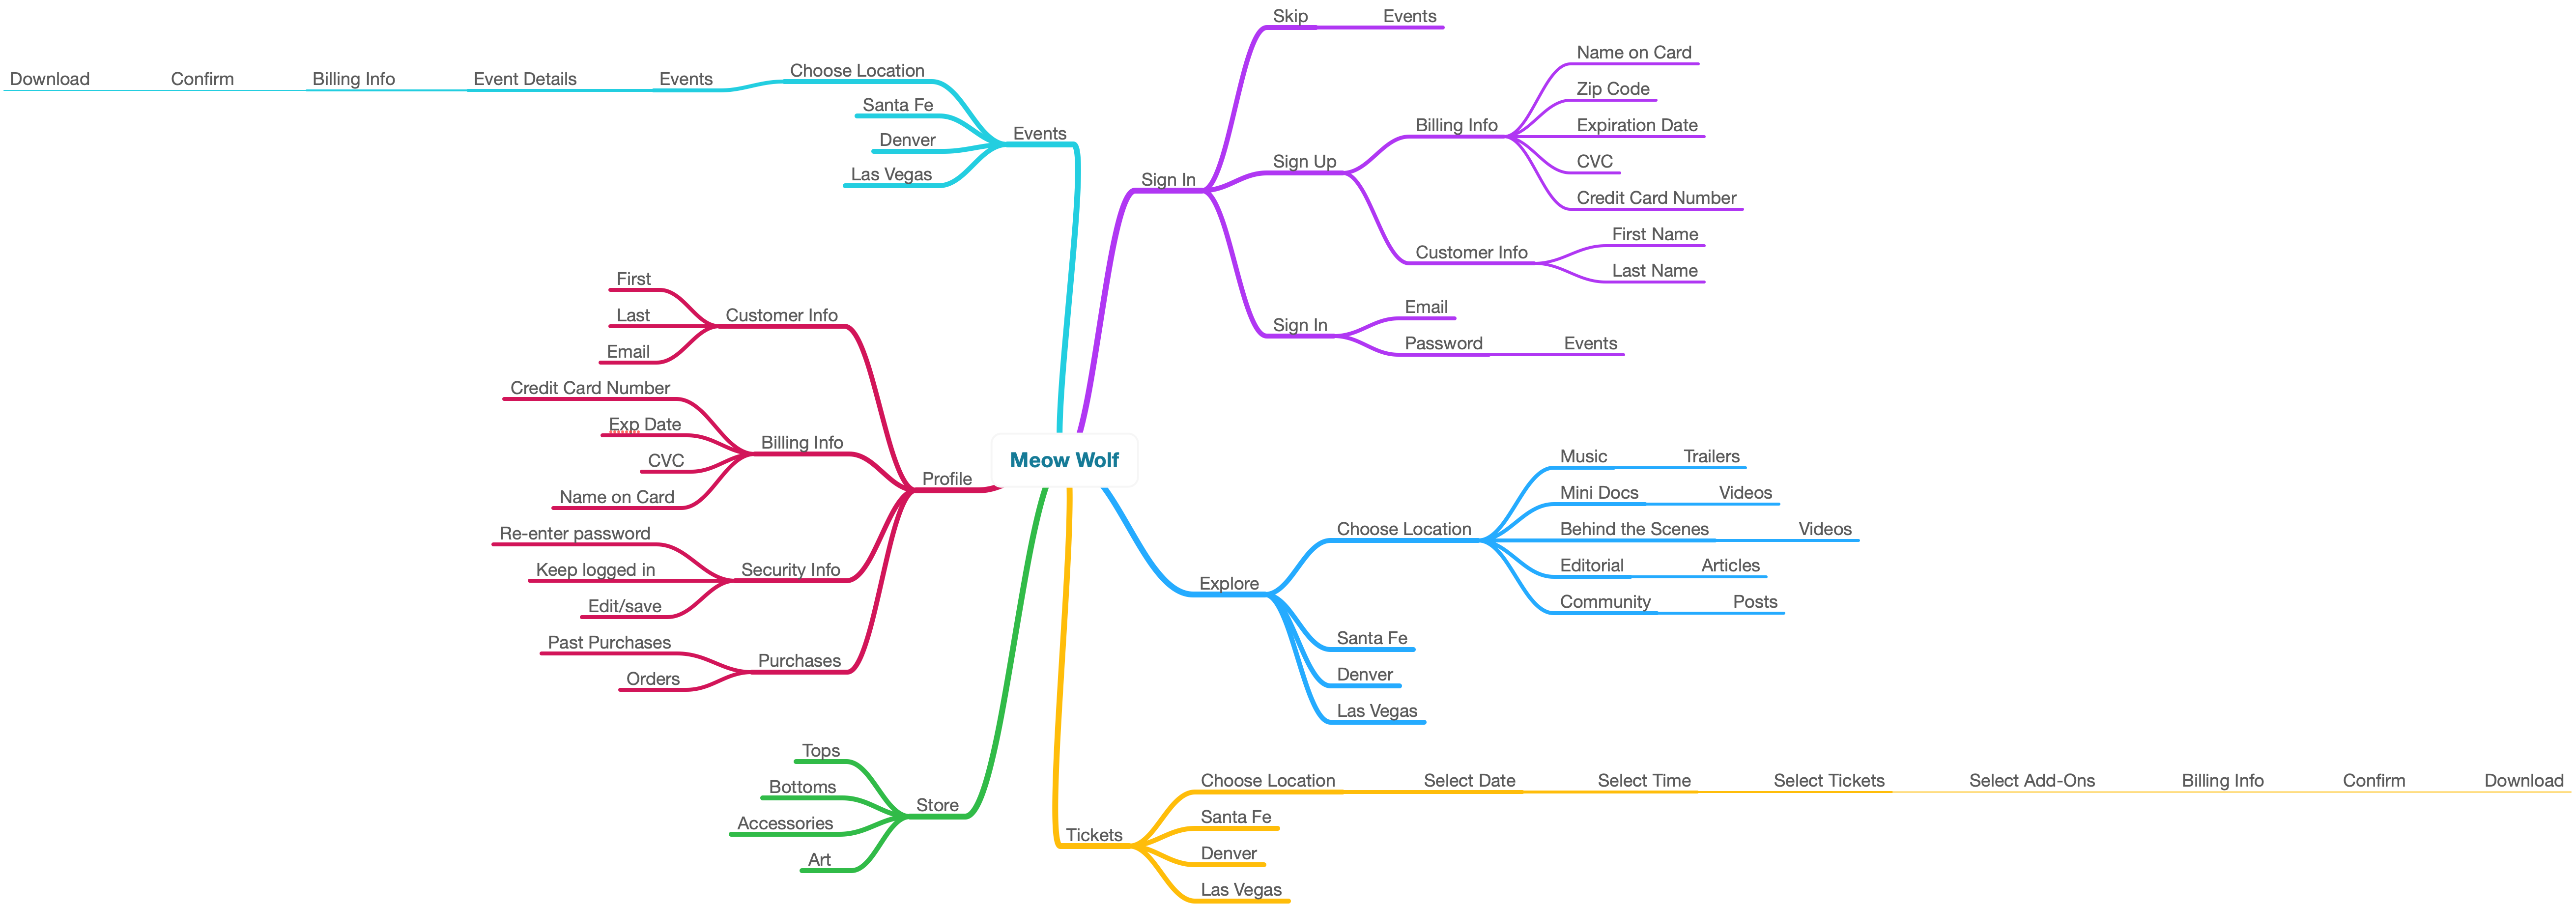 Meow Wolf
Sign In
Skip
Events
Sign Up
Billing Info
Name on Card
Zip Code
Expiration Date
CVC
Credit Card Number
Customer Info
First Name
Last Name
Sign In
Email
Password
Events
Explore
Choose Location
Music
Trailers
Mini Docs
Videos
Behind the Scenes
Videos
Editorial
Articles
Community
Posts
Santa Fe
Denver
Las Vegas
Tickets
Choose Location
Select Date
Select Time
Select Tickets
Select Add-Ons
Billing Info
Confirm
Download
Santa Fe
Denver
Las Vegas
Events
Choose Location
Events
Event Details
Billing Info
Confirm
Download
Santa Fe
Denver
Las Vegas
Profile
Customer Info
First
Last
Email
Billing Info
Credit Card Number
Exp Date
CVC
Name on Card
Security Info
Re-enter password
Keep logged in
Edit/save
Purchases
Past Purchases
Orders
Store
Tops
Bottoms
Accessories
Art